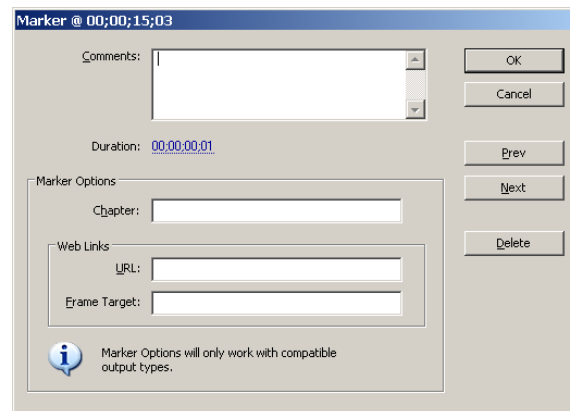 Marker @ 00;00;15;03
Comments:
OK
Cancel
Duration: 00;00;00;01
Prev
Next
Marker Options
Chapter:
Delete
Web Links
URL:
Frame Target:
Marker Options will only work with compatible
output types.